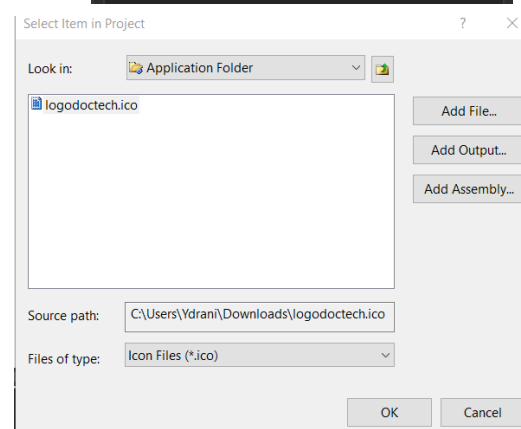 Select Item in Project
?
Look in:
Application Folder
logodoctech.ico
Add File...
Add Output...
Add Assembly...
Source path:
C:\Users\Ydrani\Downloads\logodoctech.ico
Files of type:
Icon Files (*.ico)
OK
Cancel